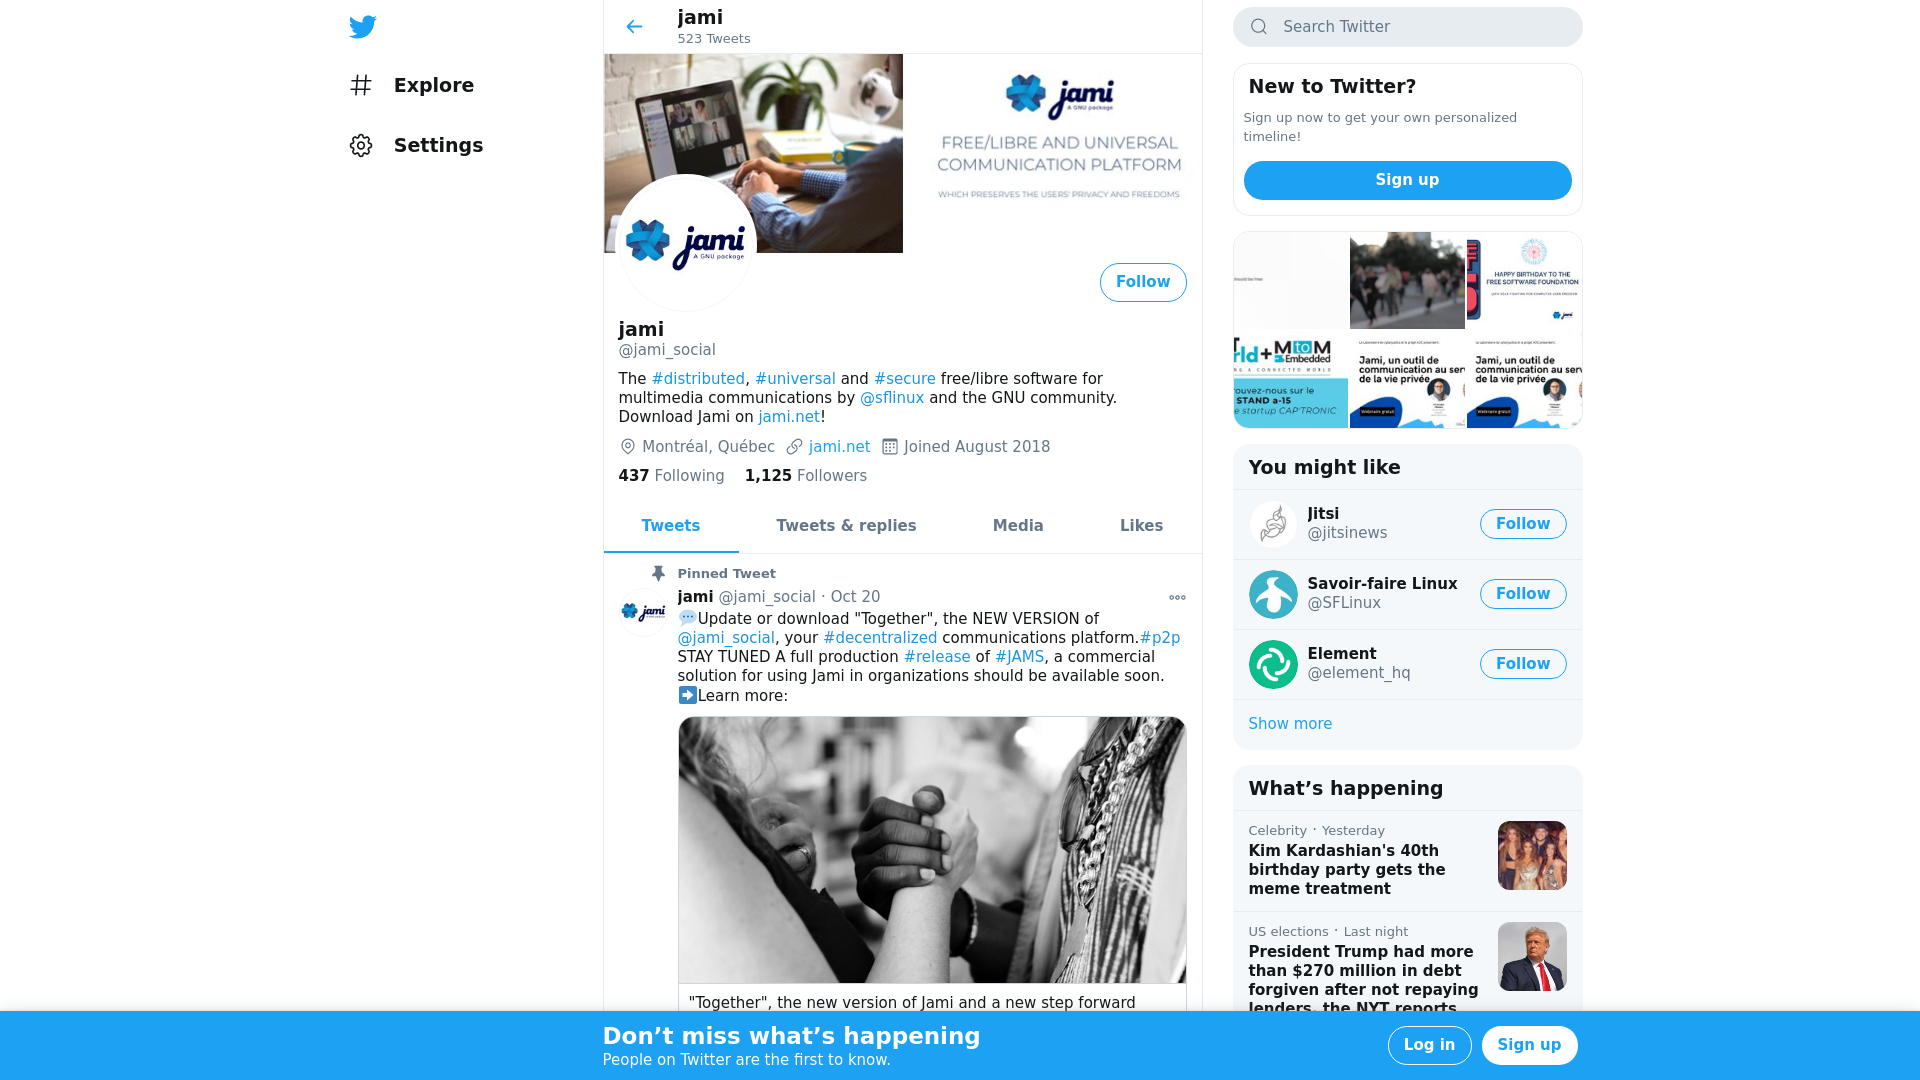 Explore
Settings
jami
523 Tweets
jami
A GNU package
FREE/LIBRE AND UNIVERSAL
COMMUNICATION PLATFORM
WHICH PRESERVES THE USERS' PRIVACY AND FREEDOMS
jami
A GNU package
Follow
jami
@jami_social
The #distributed, #universal and #secure free/libre software for
multimedia communications by @sflinux and the GNU community.
Download Jami on jami.net!
Montréal, Québec jami.net Joined August 2018
437 Following 1,125 Followers
Tweets Tweets & replies Media Likes
Pinned Tweet
jami @jami_social · Oct 20
jami
Update or download "Together", the NEW VERSION of
@jami_social, your #decentralized communications platform.#p2p
STAY TUNED A full production #release of #JAMS, a commercial
solution for using Jami in organizations should be available soon.
Learn more:
"Together", the new version of Jami and a new step forward
Search Twitter
New to Twitter?
Sign up now to get your own personalized
timeline!
Sign up
HAPPY BIRTHDAY TO THE
FREE SOFTWARE FOUNDATION
jami
rld+MtoM
Embedded
NG A CONNECTED WORLD
rouvez-nous sur le
STAND a-15
e startup CAP'TRONIC
Jami, un outil de
communication au ser
de la vie privée
Webinaire gratuit
Jami, un outil de
communication au serv
de la vie privée
Webinaire gratuit
You might like
Jitsi
@jitsinews
Follow
Savoir-faire Linux
@SFLinux
Follow
Element
@element_hq
Follow
Show more
What’s happening
Celebrity · Yesterday
Kim Kardashian's 40th
birthday party gets the
meme treatment
US elections · Last night
President Trump had more
than $270 million in debt
forgiven after not repaying
lenders, the NYT reports
Don’t miss what’s happening
People on Twitter are the first to know.
Log in
Sign up